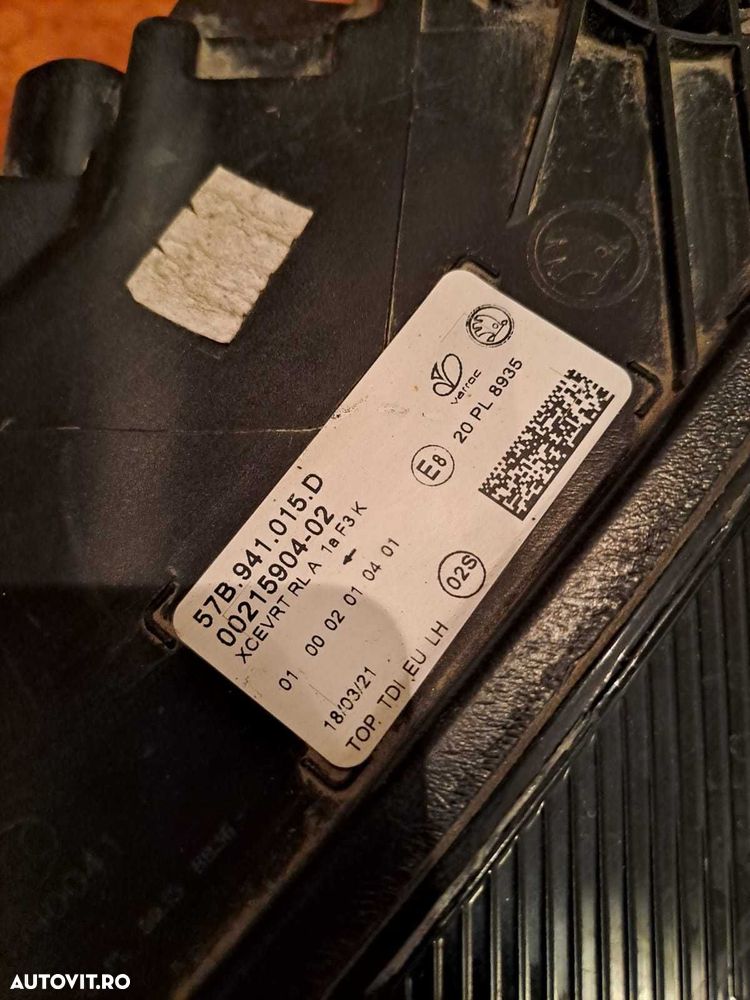 varroc
E8
20 PL 8935
57B.941.015.D
00215904-02
XCEVRT RL A 1a F3 K
01 00 02 01 04 01
02S
18/03/21
TOP. TDI EU LH
AUTOVIT.RO